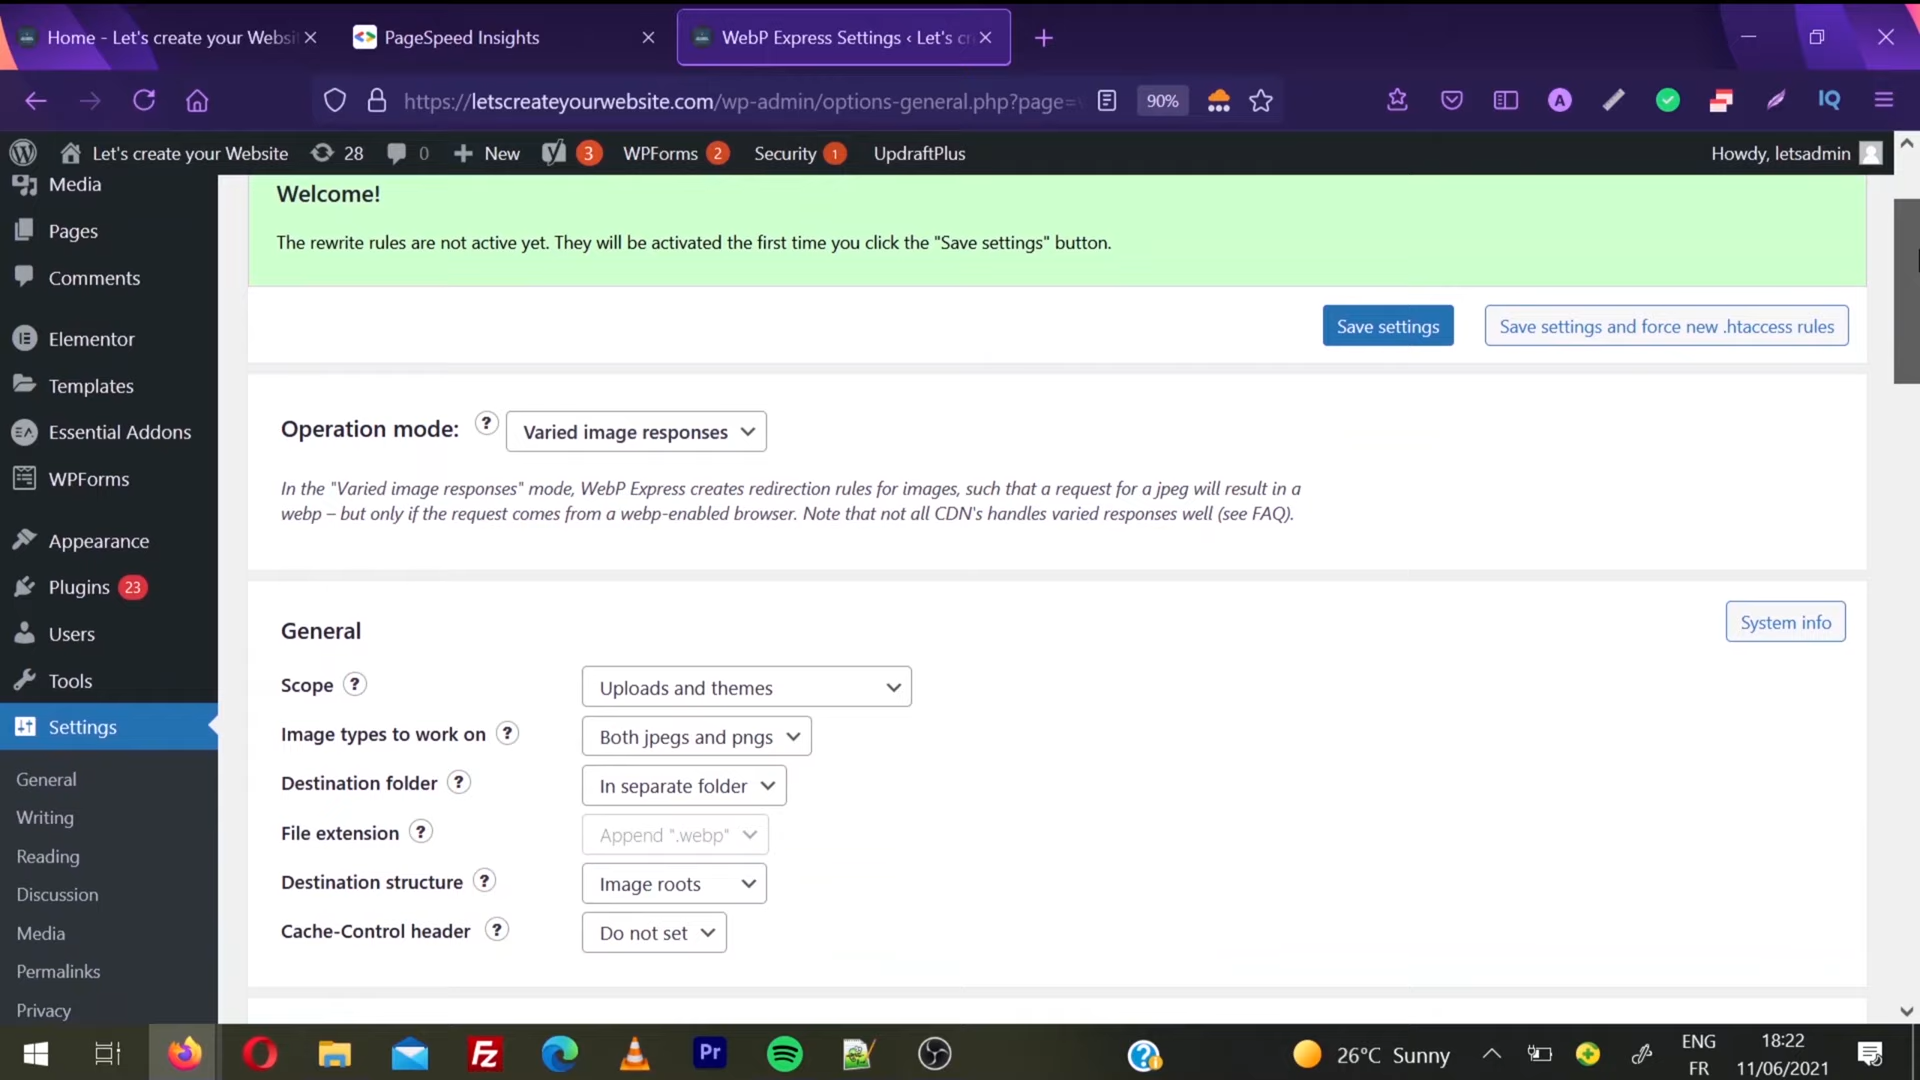 Home - Let's create your Websi
PageSpeed Insights
WebP Express Settings ‹ Let's cr
https://letscreateyourwebsite.com/wp-admin/options-general.php?page=
90%
A
IQ
Let's create your Website
28
0
New
3
WPForms 2
Security 1
UpdraftPlus
Howdy, letsadmin
Media
Pages
Comments
Elementor
Templates
Essential Addons
WPForms
Appearance
Plugins 23
Users
Tools
Settings
General
Writing
Reading
Discussion
Media
Permalinks
Privacy
Welcome!
The rewrite rules are not active yet. They will be activated the first time you click the "Save settings" button.
Save settings
Save settings and force new .htaccess rules
Operation mode: ? Varied image responses
In the "Varied image responses" mode, WebP Express creates redirection rules for images, such that a request for a jpeg will result in a
webp – but only if the request comes from a webp-enabled browser. Note that not all CDN's handles varied responses well (see FAQ).
General
System info
Scope ? Uploads and themes
Image types to work on ? Both jpegs and pngs
Destination folder ? In separate folder
File extension ? Append ".webp"
Destination structure ? Image roots
Cache-Control header ? Do not set
Pr
26°C Sunny
ENG
FR
18:22
11/06/2021